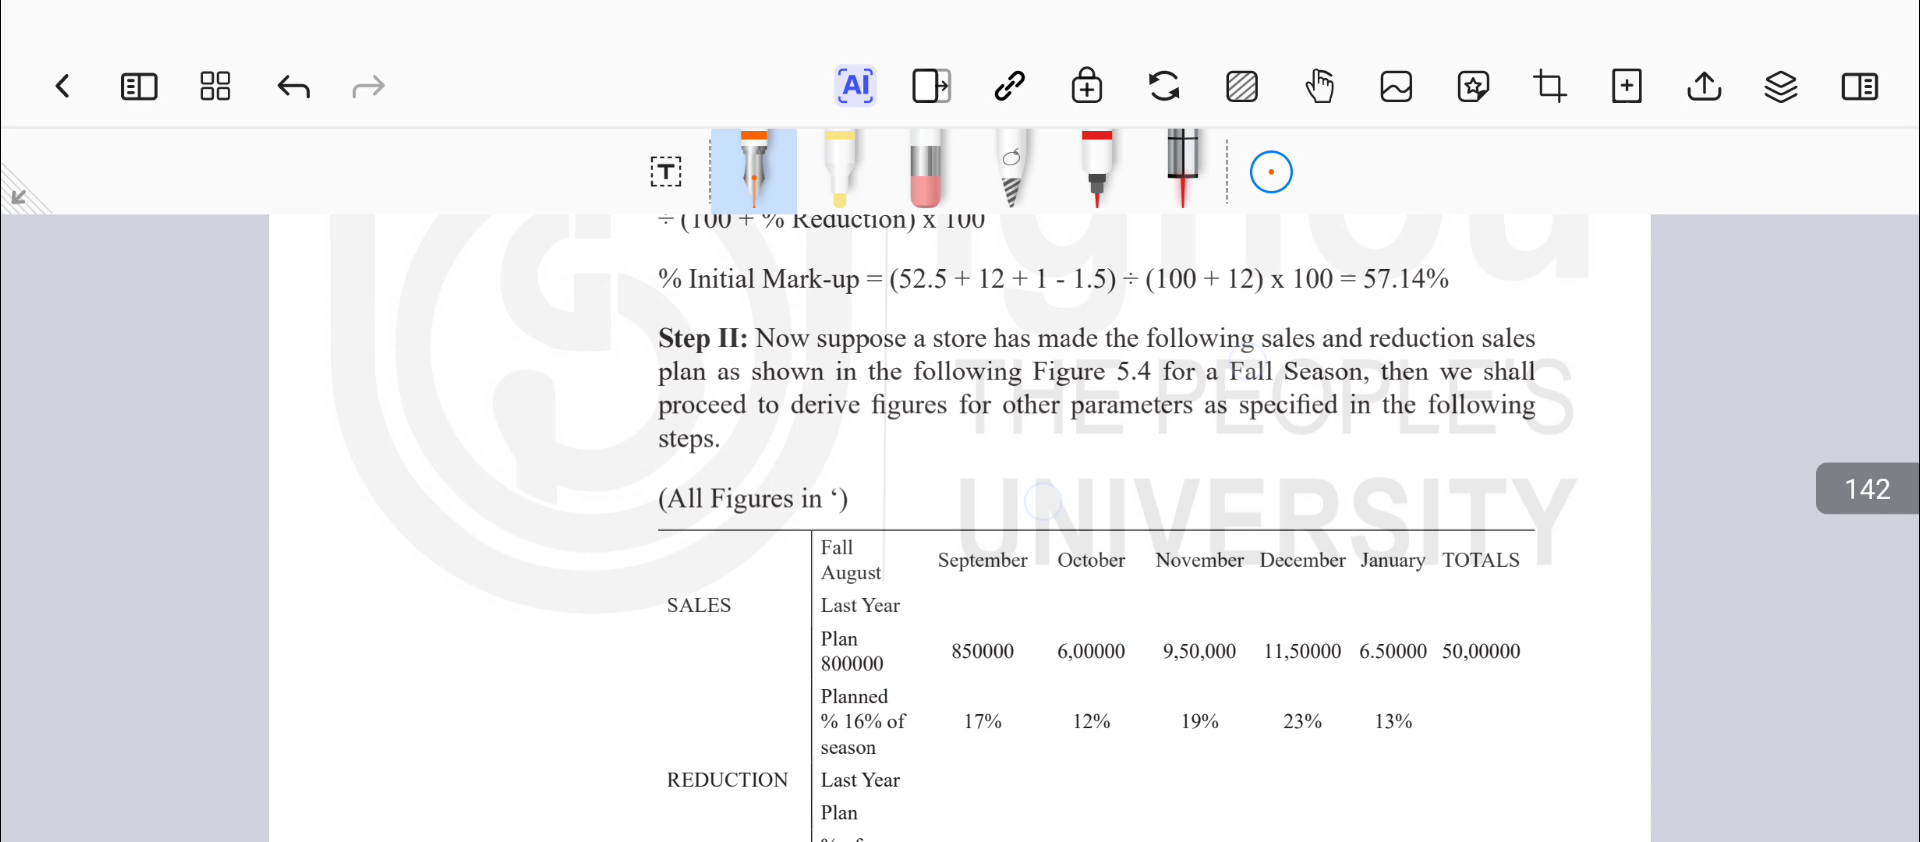 AI
T
÷ (100 + % Reduction) x 100
ignou
% Initial Mark-up = (52.5 + 12 + 1 - 1.5) ÷ (100 + 12) x 100 = 57.14%
Step II: Now suppose a store has made the following sales and reduction sales
plan as shown in the following Figure 5.4 for a Fall Season, then we shall
proceed to derive figures for other parameters as specified in the following
steps.
THE PEOPLE'S
UNIVERSITY
142
(All Figures in ‘)
Fall August September October November December January TOTALS
SALES Last Year
Plan 800000 850000 6,00000 9,50,000 11,50000 6.50000 50,00000
Planned
% 16% of 17% 12% 19% 23% 13%
season
REDUCTION Last Year
Plan